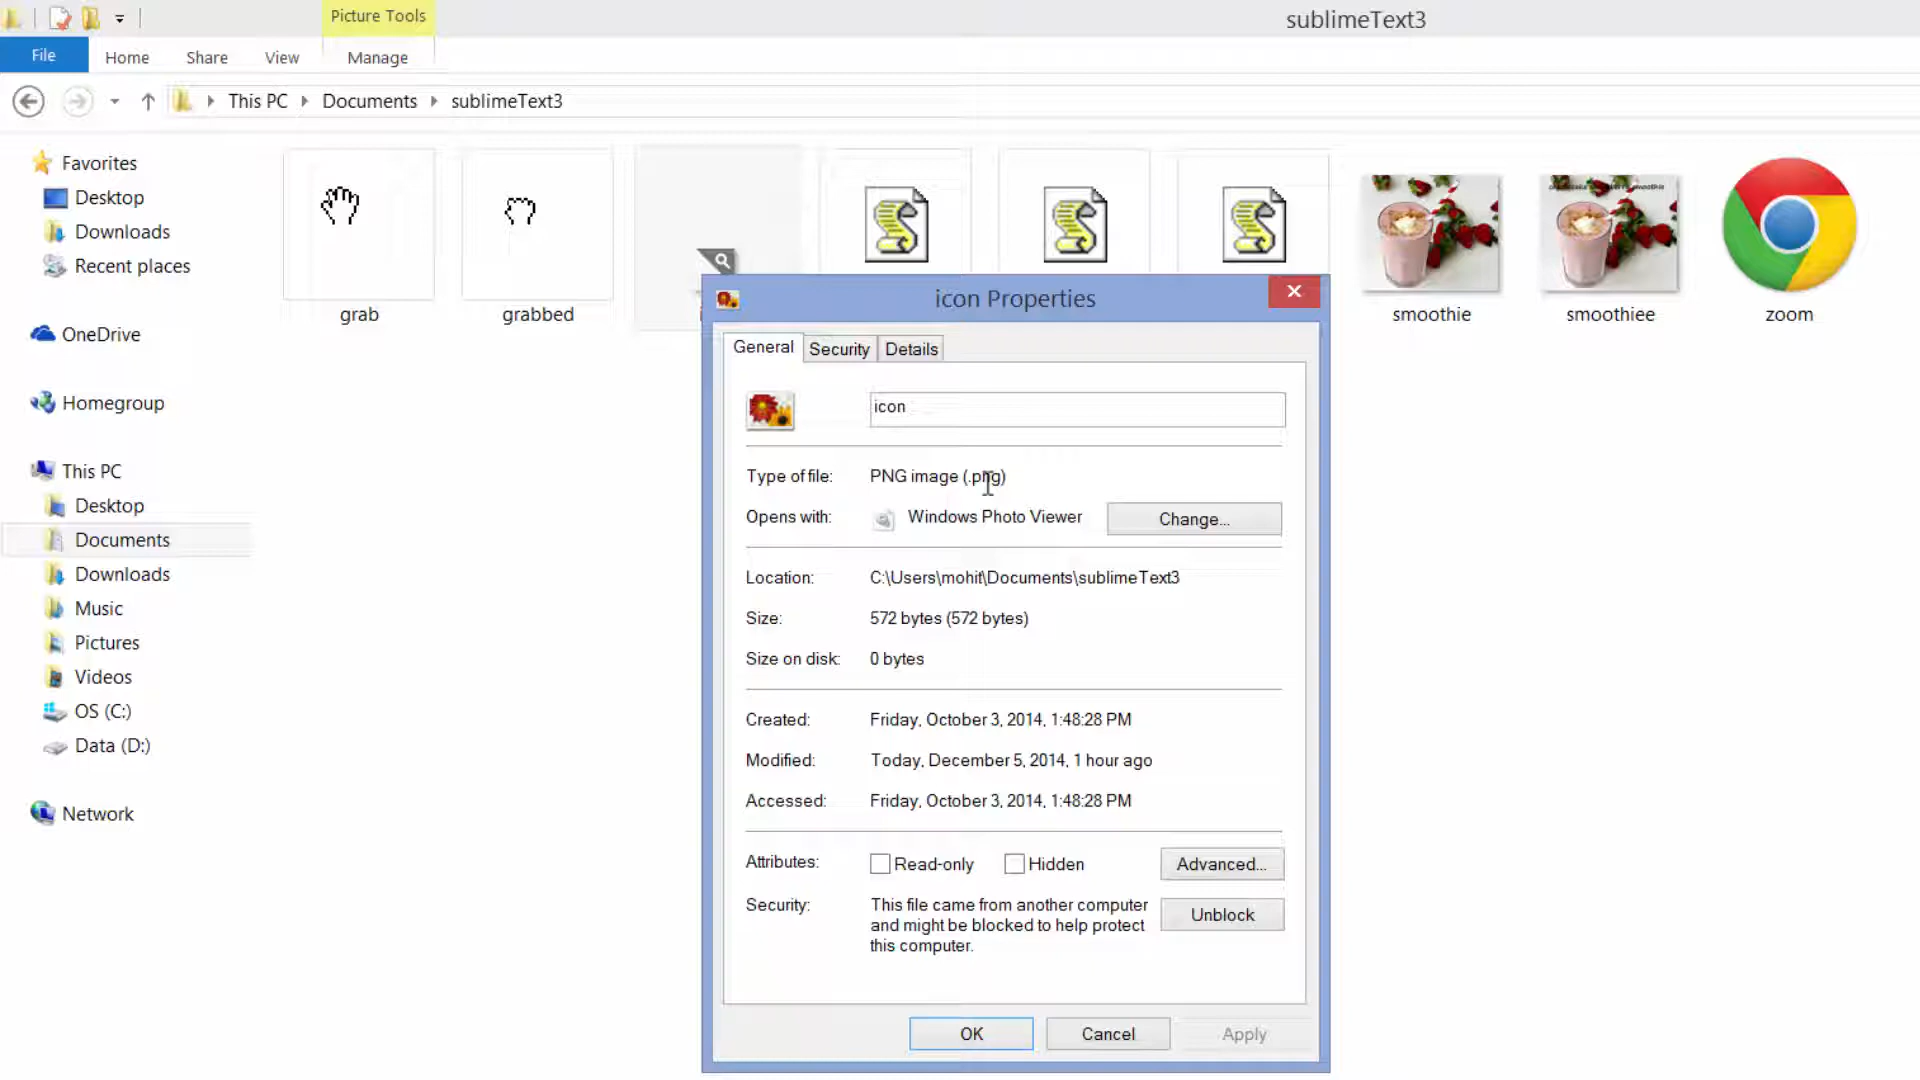 Picture Tools
sublimeText3
File
Home
Share
View
Manage
This PC
Documents
sublimeText3
Favorites
Desktop
Downloads
Recent places
OneDrive
Homegroup
This PC
Desktop
Documents
Downloads
Music
Pictures
Videos
OS (C:)
Data (D:)
Network
grab
grabbed
smoothie
smoothiee
zoom
icon Properties
General
Security
Details
icon
Type of file:
PNG image (.png)
Opens with:
Windows Photo Viewer
Change...
Location:
C:\Users\mohit\Documents\sublimeText3
Size:
572 bytes (572 bytes)
Size on disk:
0 bytes
Created:
Friday, October 3, 2014, 1:48:28 PM
Modified:
Today, December 5, 2014, 1 hour ago
Accessed:
Friday, October 3, 2014, 1:48:28 PM
Attributes:
Read-only
Hidden
Advanced...
Security:
This file came from another computer
and might be blocked to help protect
this computer.
Unblock
OK
Cancel
Apply